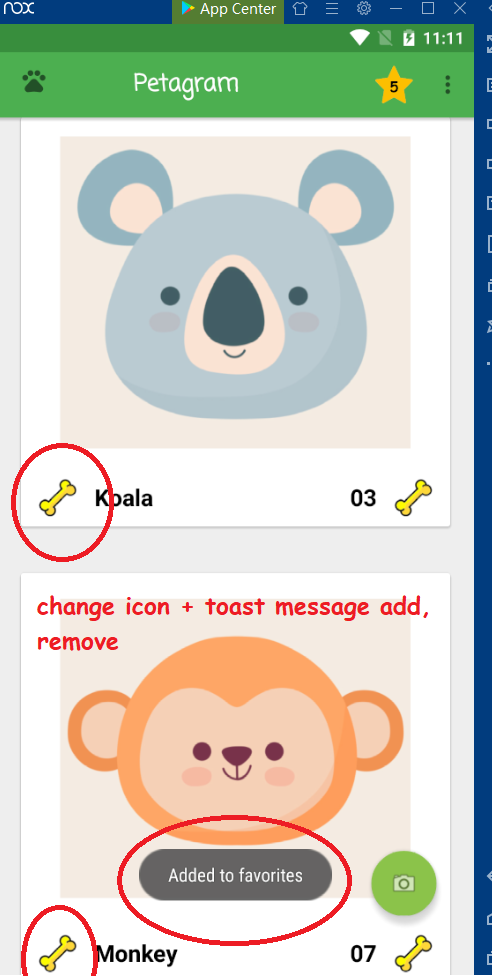 nox App Center
11:11
Petagram 5
Koala 03
change icon + toast message add,
remove
Added to favorites
Monkey 07